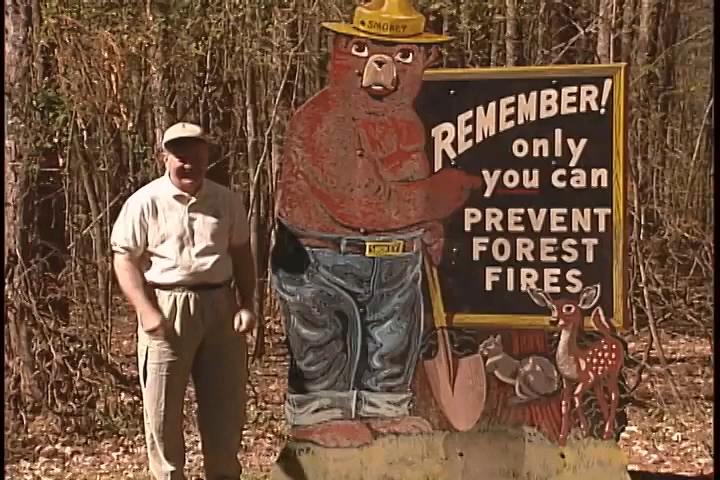 SMOKEY
REMEMBER!
only
you can
PREVENT
FOREST
FIRES
SMOKEY